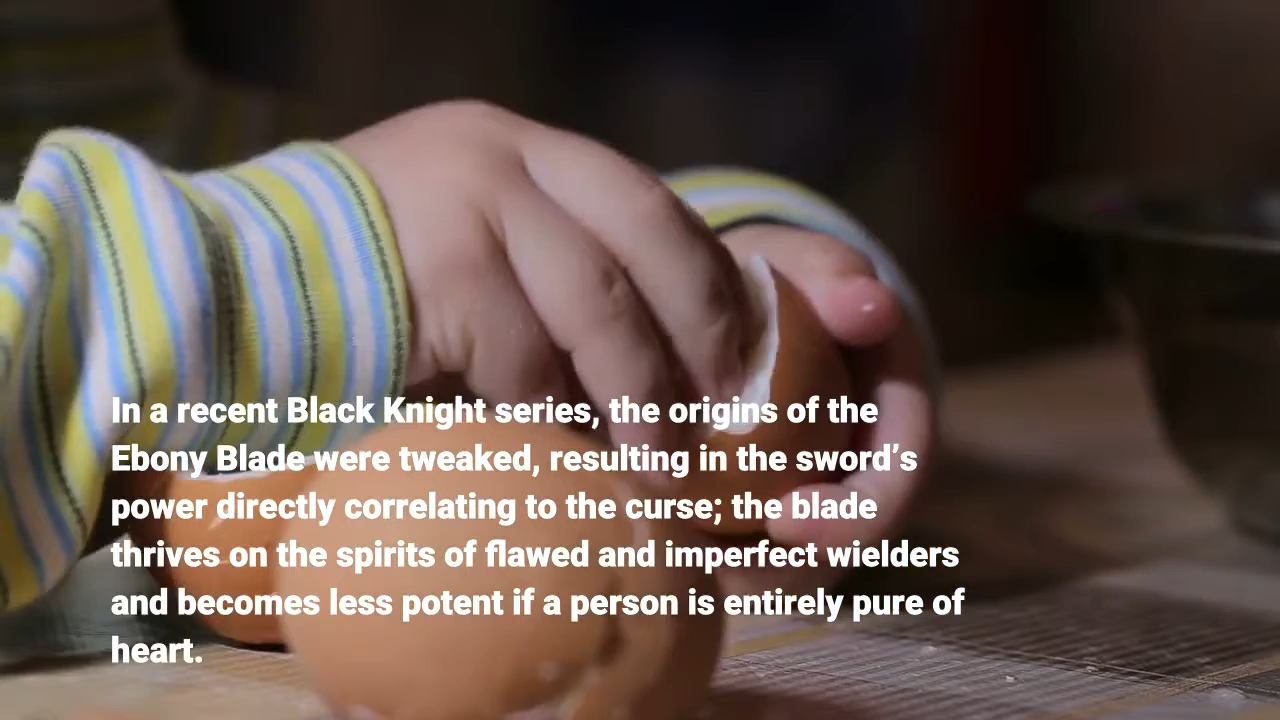 In a recent Black Knight series, the origins of the
Ebony Blade were tweaked, resulting in the sword’s
power directly correlating to the curse; the blade
thrives on the spirits of flawed and imperfect wielders
and becomes less potent if a person is entirely pure of
heart.